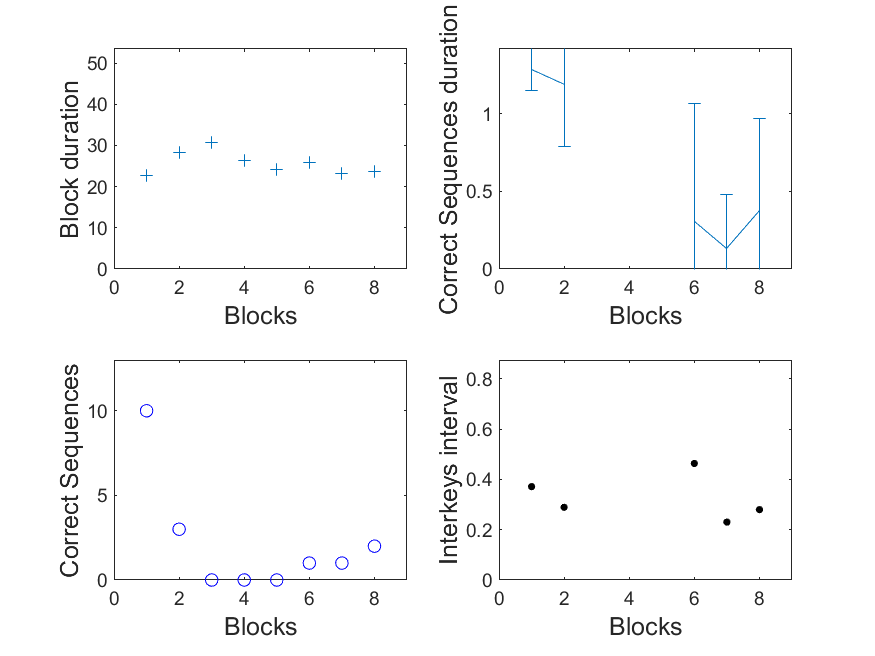 Block duration
50
40
30
20
10
0
0 2 4 6 8
Blocks
Correct Sequences duration
1
0.5
0
0 2 4 6 8
Blocks
Correct Sequences
10
5
0
0 2 4 6 8
Blocks
Interkeys interval
0.8
0.6
0.4
0.2
0
0 2 4 6 8
Blocks